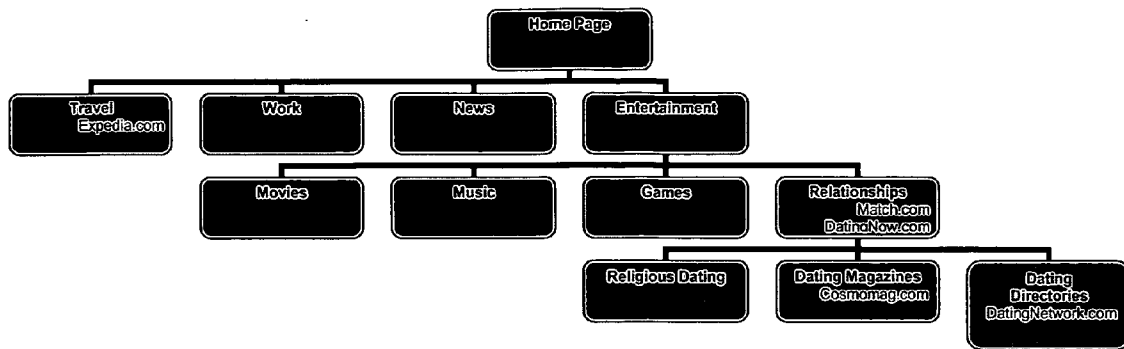 Home Page
Travel
Expedia.com
Work
News
Entertainment
Movies
Music
Games
Relationships
Match.com
DatingNow.com
Religious Dating
Dating Magazines
Cosmomag.com
Dating
Directories
DatingNetwork.com